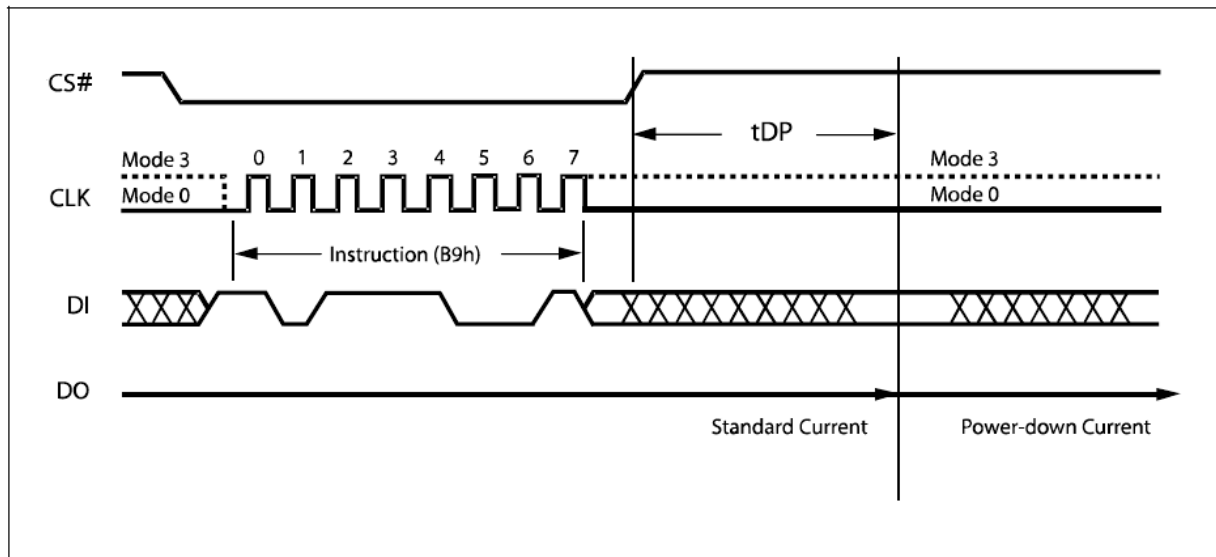 CS#
tDP
Mode 3 0 1 2 3 4 5 6 7 Mode 3
CLK Mode 0 Mode 0
Instruction (B9h)
DI
DO
Standard Current Power-down Current